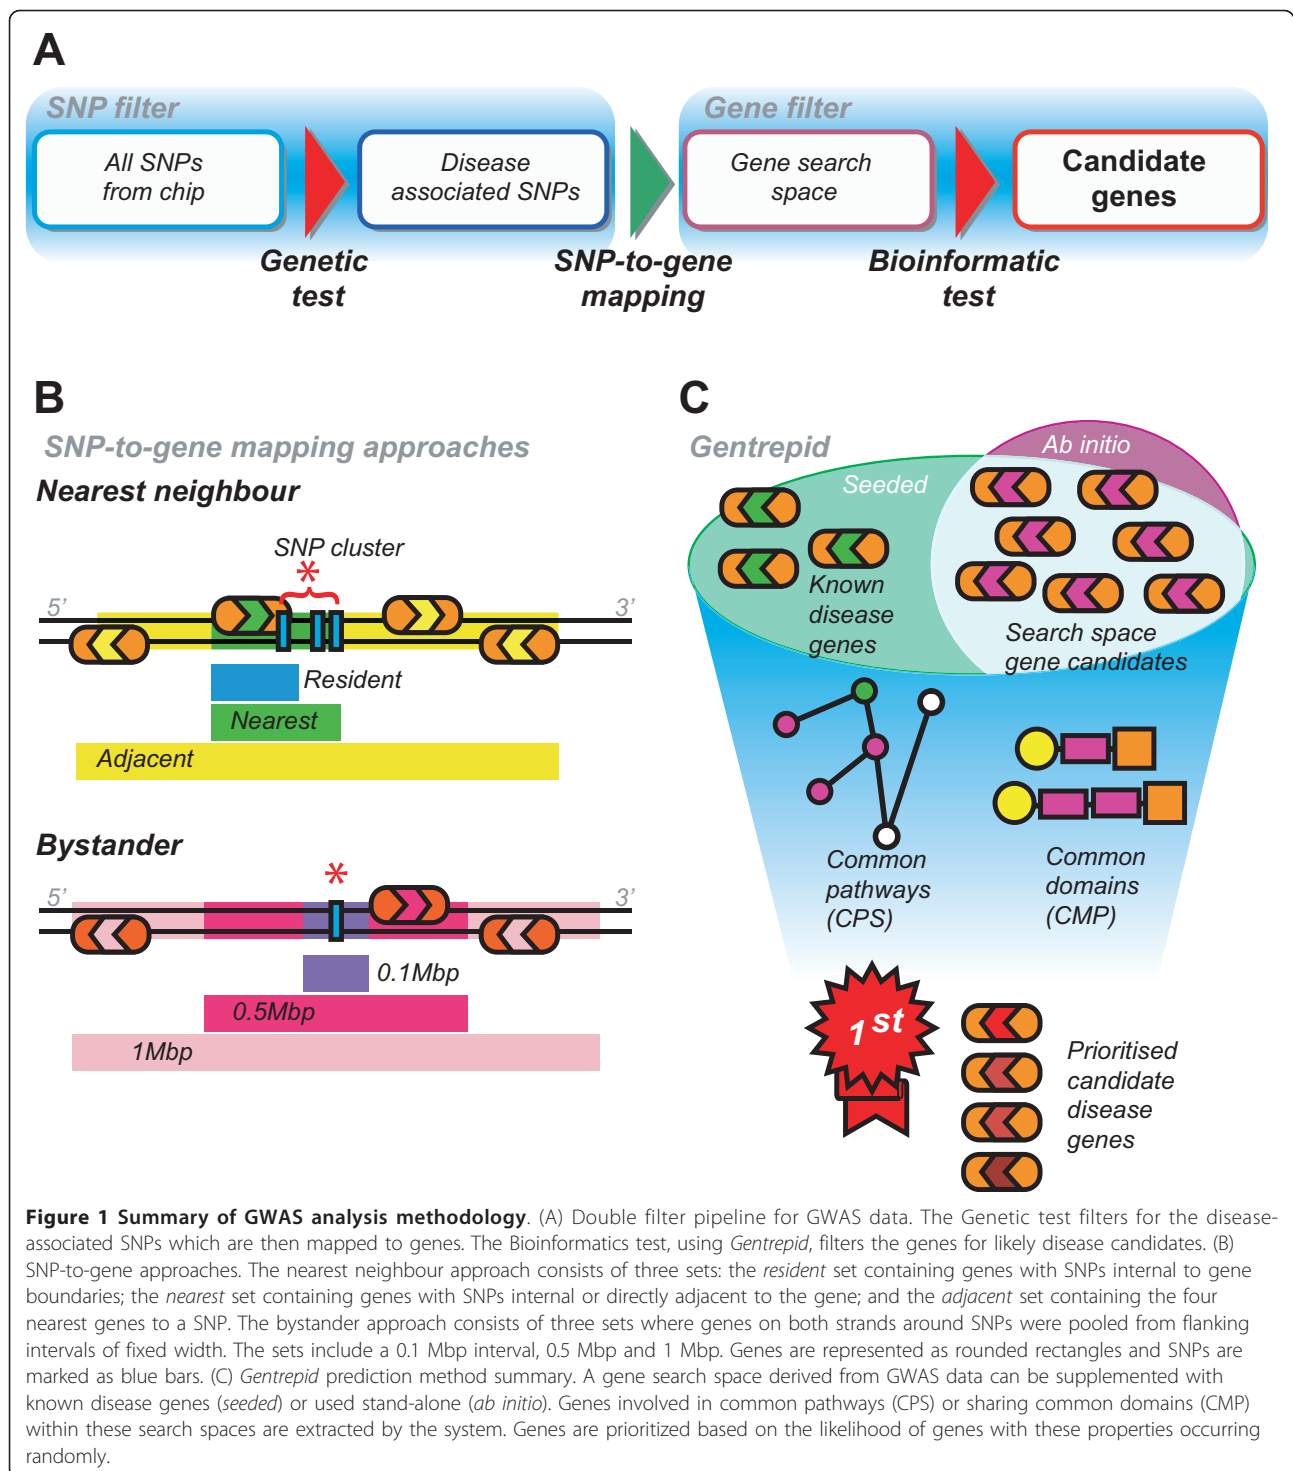 A
SNP filter
Gene filter
All SNPs
from chip
Disease
associated SNPs
Gene search
space
Candidate
genes
Genetic
test
SNP-to-gene
mapping
Bioinformatic
test
B
SNP-to-gene mapping approaches
Nearest neighbour
SNP cluster
*
5’
3’
Resident
Nearest
Adjacent
Bystander
*
5’
3’
0.1Mbp
0.5Mbp
1Mbp
C
Gentrepid
Ab initio
Seeded
Known
disease
genes
Search space
gene candidates
Common
pathways
(CPS)
Common
domains
(CMP)
1st
Prioritised
candidate
disease
genes
Figure 1 Summary of GWAS analysis methodology. (A) Double filter pipeline for GWAS data. The Genetic test filters for the disease-
associated SNPs which are then mapped to genes. The Bioinformatics test, using Gentrepid, filters the genes for likely disease candidates. (B)
SNP-to-gene approaches. The nearest neighbour approach consists of three sets: the resident set containing genes with SNPs internal to gene
boundaries; the nearest set containing genes with SNPs internal or directly adjacent to the gene; and the adjacent set containing the four
nearest genes to a SNP. The bystander approach consists of three sets where genes on both strands around SNPs were pooled from flanking
intervals of fixed width. The sets include a 0.1 Mbp interval, 0.5 Mbp and 1 Mbp. Genes are represented as rounded rectangles and SNPs are
marked as blue bars. (C) Gentrepid prediction method summary. A gene search space derived from GWAS data can be supplemented with
known disease genes (seeded) or used stand-alone (ab initio). Genes involved in common pathways (CPS) or sharing common domains (CMP)
within these search spaces are extracted by the system. Genes are prioritized based on the likelihood of genes with these properties occurring
randomly.